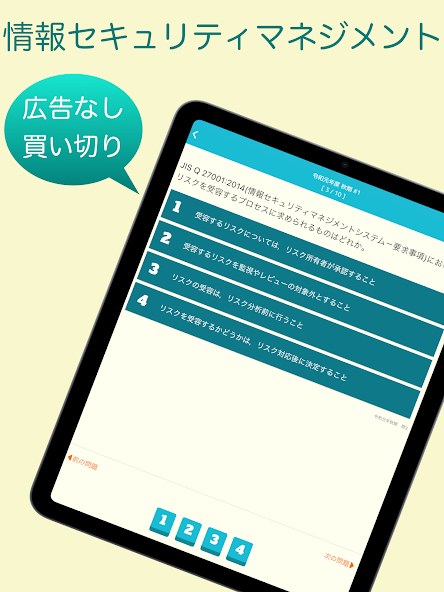 情報セキュリティマネジメント
広告なし
買い切り
令和元年度 秋期 #1
[ 3 / 10 ]
JIS Q 27001:2014(情報セキュリティマネジメントシステム－要求事項)にお
リスクを受容するプロセスに求められるものはどれか。
1 受容するリスクについては、リスク所有者が承認すること
2 受容するリスクを監視やレビューの対象外とすること
3 リスクの受容は、リスク分析前に行うこと
4 リスクを受容するかどうかは、リスク対応後に決定すること
前の問題
次の問題
1 2 3 4